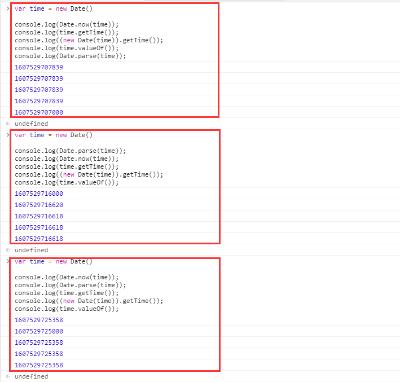 > var time = new Date()
console.log(Date.now(time));
console.log(time.getTime());
console.log((new Date(time)).getTime());
console.log(time.valueOf());
console.log(Date.parse(time));
1607529707839
1607529707839
1607529707839
1607529707839
1607529707000
< undefined
> var time = new Date()
console.log(Date.parse(time));
console.log(Date.now(time));
console.log(time.getTime());
console.log((new Date(time)).getTime());
console.log(time.valueOf());
1607529716000
1607529716620
1607529716618
1607529716618
1607529716618
< undefined
> var time = new Date()
console.log(Date.now(time));
console.log(Date.parse(time));
console.log(time.getTime());
console.log((new Date(time)).getTime());
console.log(time.valueOf());
1607529725358
1607529725000
1607529725358
1607529725358
1607529725358
< undefined